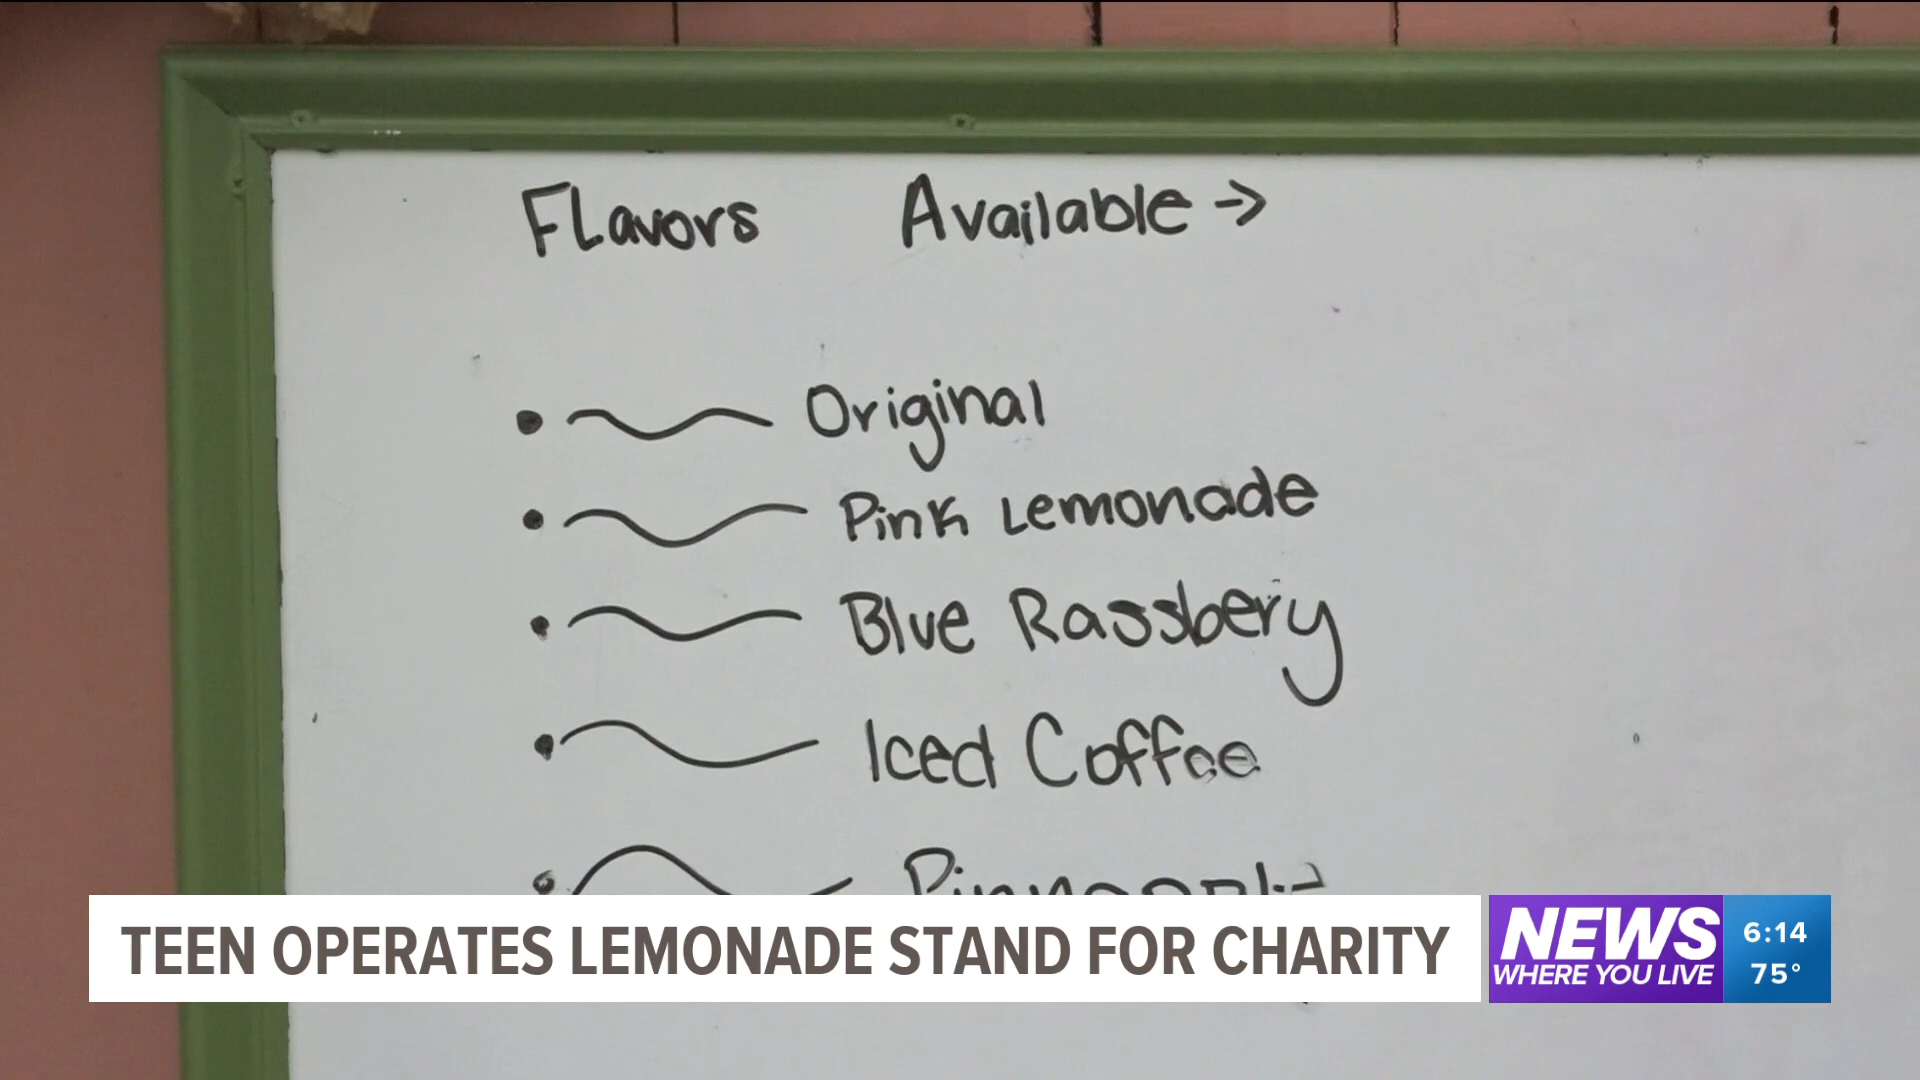 Flavors Available →
• Original
• Pink Lemonade
• Blue Rassbery
• Iced Coffee
TEEN OPERATES LEMONADE STAND FOR CHARITY
NEWS
WHERE YOU LIVE
6:14
75°